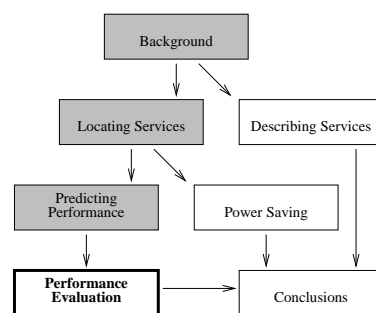 Background
Locating Services
Describing Services
Predicting
Performance
Power Saving
Performance
Evaluation
Conclusions